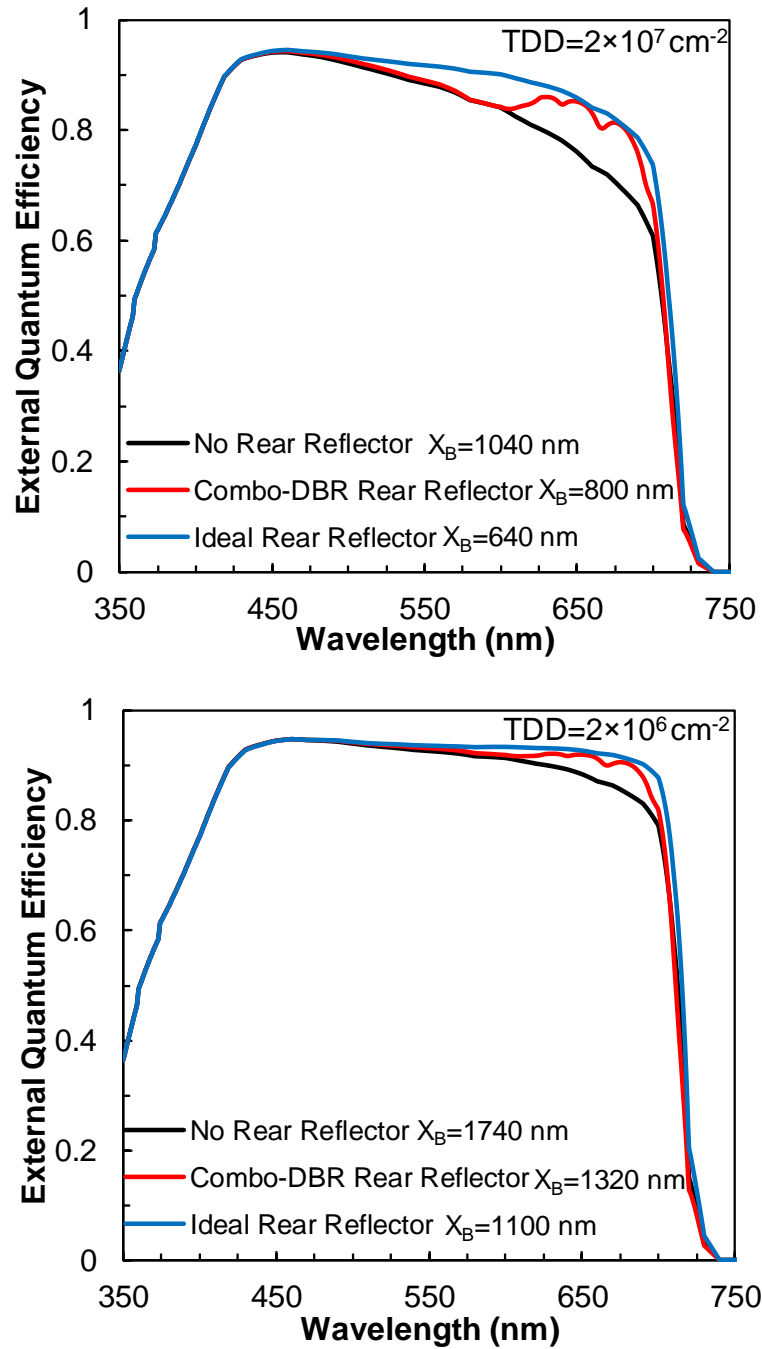 TDD=2×10⁷ cm⁻²
External Quantum Efficiency
1
0.8
0.6
0.4
0.2
0
No Rear Reflector X_B=1040 nm
Combo-DBR Rear Reflector X_B=800 nm
Ideal Rear Reflector X_B=640 nm
350 450 550 650 750
Wavelength (nm)
TDD=2×10⁶ cm⁻²
External Quantum Efficiency
1
0.8
0.6
0.4
0.2
0
No Rear Reflector X_B=1740 nm
Combo-DBR Rear Reflector X_B=1320 nm
Ideal Rear Reflector X_B=1100 nm
350 450 550 650 750
Wavelength (nm)